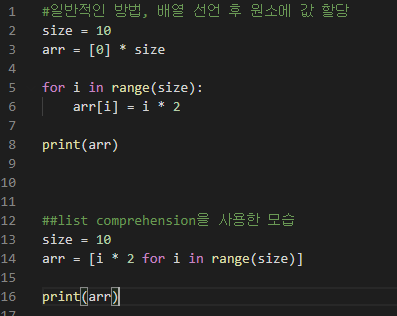 1 #일반적인 방법, 배열 선언 후 원소에 값 할당
2 size = 10
3 arr = [0] * size
4
5 for i in range(size):
6     arr[i] = i * 2
7
8 print(arr)
9
10
11
12 ##list comprehension을 사용한 모습
13 size = 10
14 arr = [i * 2 for i in range(size)]
15
16 print(arr)
17